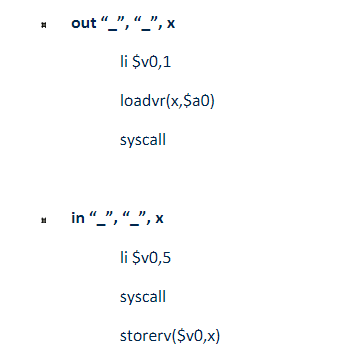 ¤ out “_”, “_”, x
li $v0,1
loadvr(x,$a0)
syscall
¤ in “_”, “_”, x
li $v0,5
syscall
storerv($v0,x)